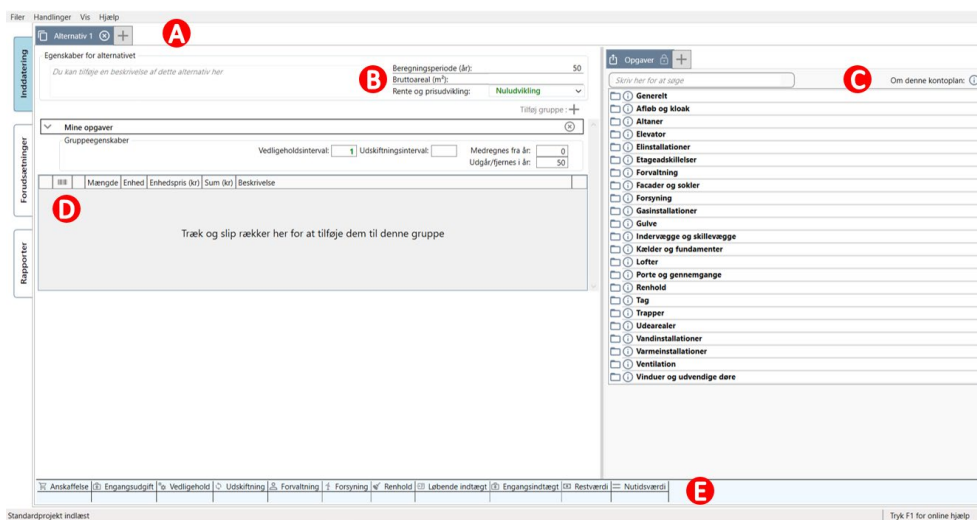 Filer Handlinger Vis Hjælp
Alternativ 1
A
Egenskaber for alternativet
Du kan tilføje en beskrivelse af dette alternativ her
B
Beregningsperiode (år): 50
Bruttoareal (m²):
Rente og prisudvikling: Nuludvikling
Tilføj gruppe:
Mine opgaver
Gruppeegenskaber
Vedligeholdsinterval: 1 Udskiftningsinterval: Medregnes fra år: 0
Udgår/fjernes i år: 50
Mængde Enhed Enhedspris (kr) Sum (kr) Beskrivelse
D
Træk og slip rækker her for at tilføje dem til denne gruppe
Inddatering
Forudsætninger
Rapporter
Opgaver
Skriv her for at søge
C
Om denne kontoplan:
Generelt
Afløb og kloak
Altaner
Elevator
Elinstallationer
Etageadskillelser
Forvaltning
Facader og sokler
Forsyning
Gasinstallationer
Gulve
Indervægge og skillevægge
Kælder og fundamenter
Lofter
Porte og gennemgange
Renhold
Tag
Trapper
Udearealer
Vandinstallationer
Varmeinstallationer
Ventilation
Vinduer og udvendige døre
Anskaffelse Engangsudgift Vedligehold Udskiftning Forvaltning Forsyning Renhold Løbende indtægt Engangsindtægt Restværdi Nutidsværdi
E
Standardprojekt indlæst
Tryk F1 for online hjælp